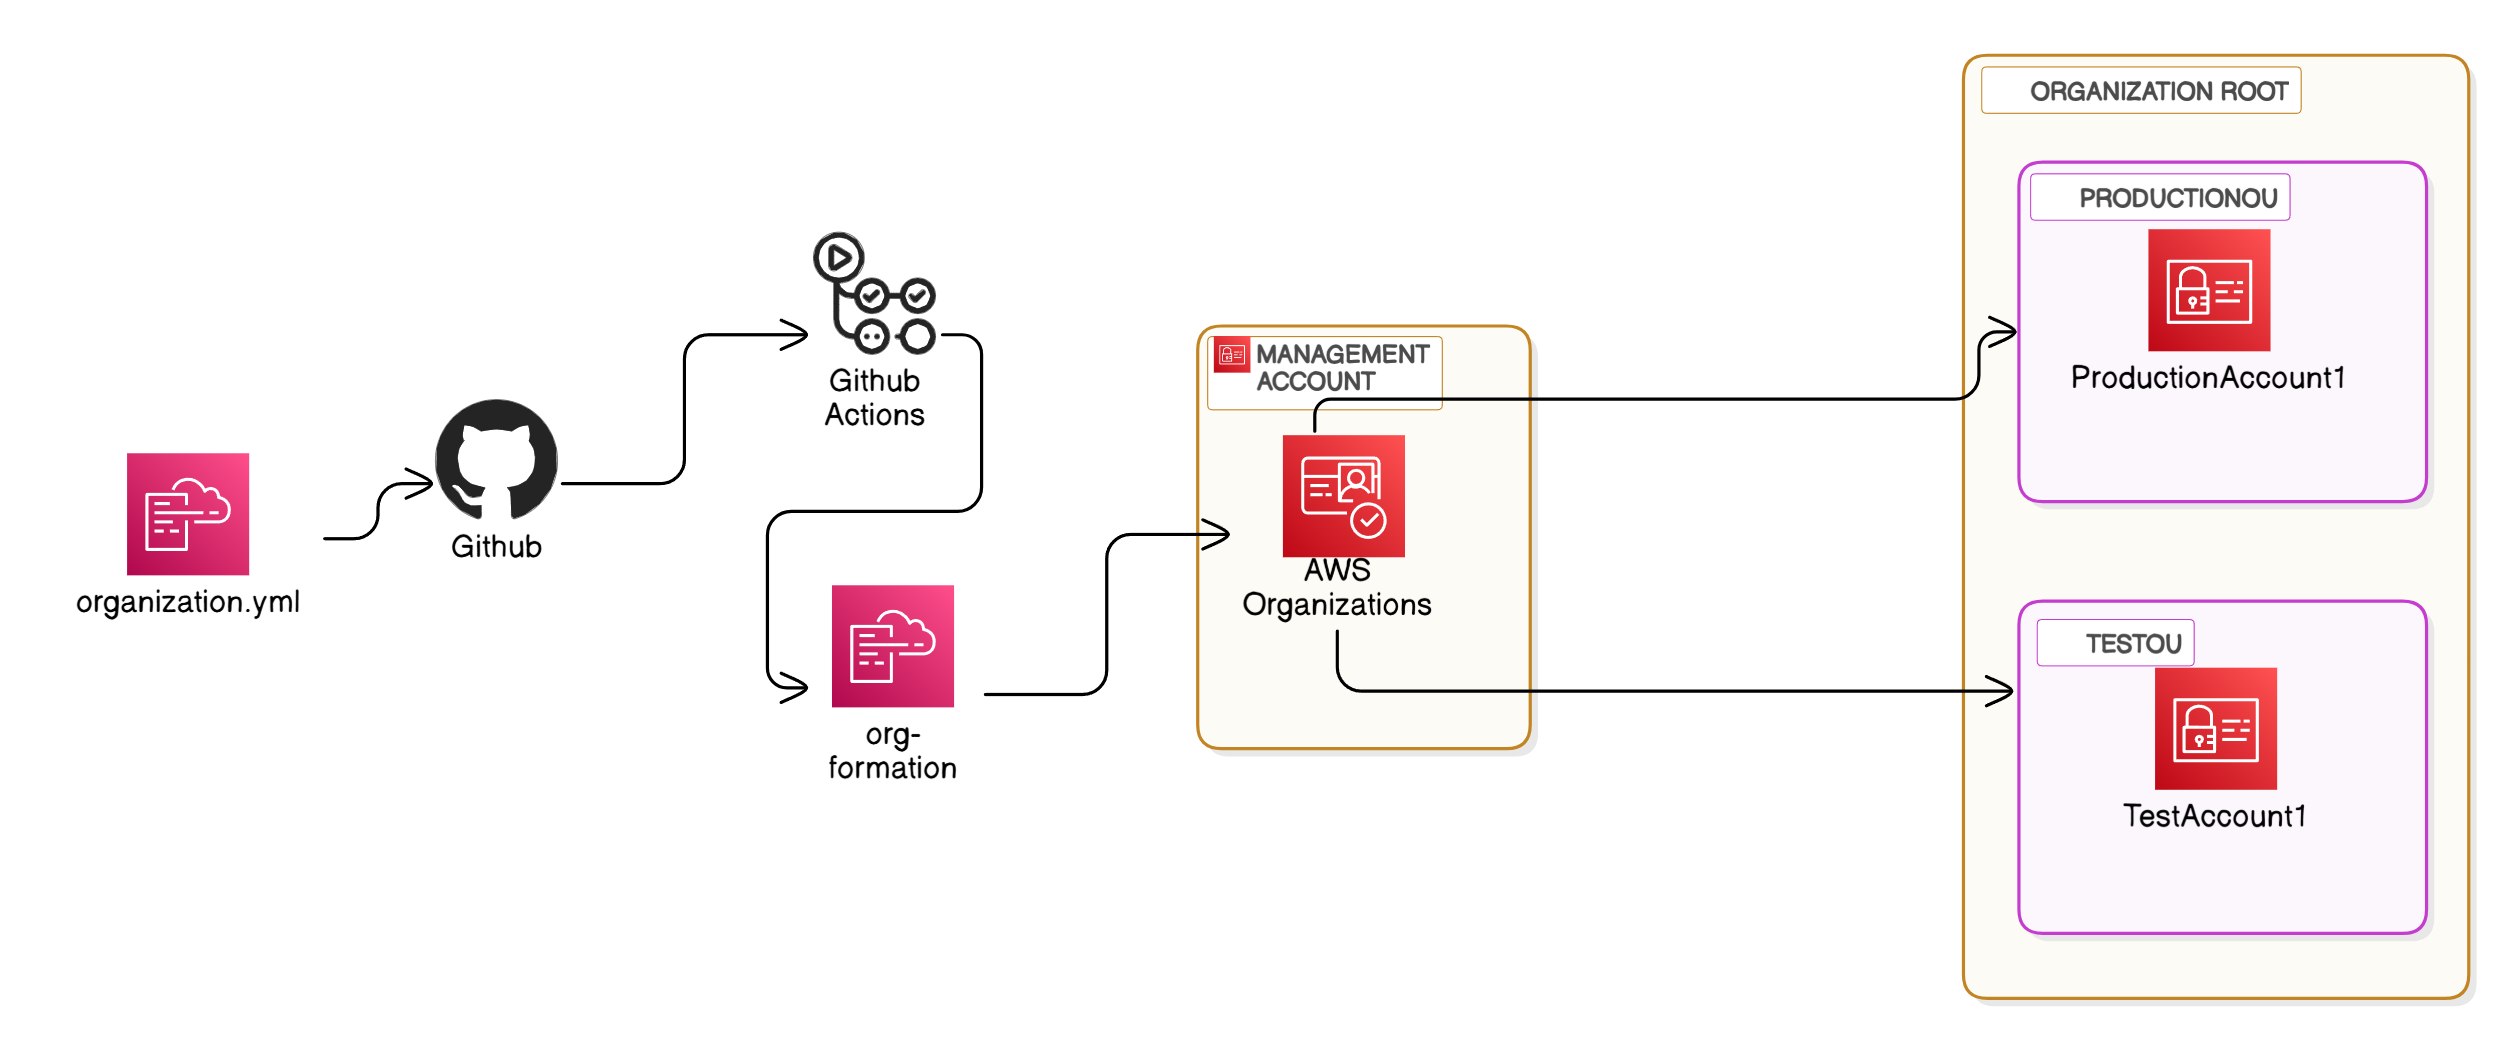 organization.yml
Github
Github
Actions
org-
formation
MANAGEMENT
ACCOUNT
AWS
Organizations
ORGANIZATION ROOT
PRODUCTIONOU
ProductionAccount1
TESTOU
TestAccount1